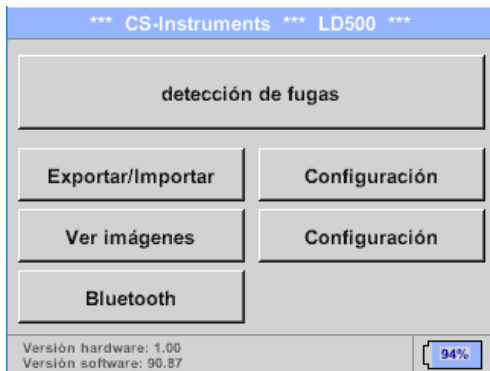 *** CS-Instruments *** LD500 ***
detección de fugas
Exportar/Importar
Configuración
Ver imágenes
Configuración
Bluetooth
Versión hardware: 1.00
Versión software: 90.87
94%